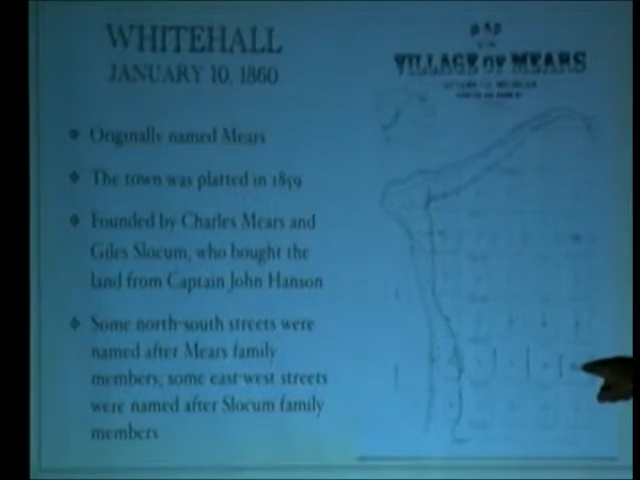 WHITEHALL
JANUARY 10, 1860
❖ Originally named Mears
❖ The town was platted in 1859
❖ Founded by Charles Mears and
Giles Slocum, who bought the
land from Captain John Hanson
❖ Some north-south streets were
named after Mears family
members; some east-west streets
were named after Slocum family
members
MAP
VILLAGE OF MEARS